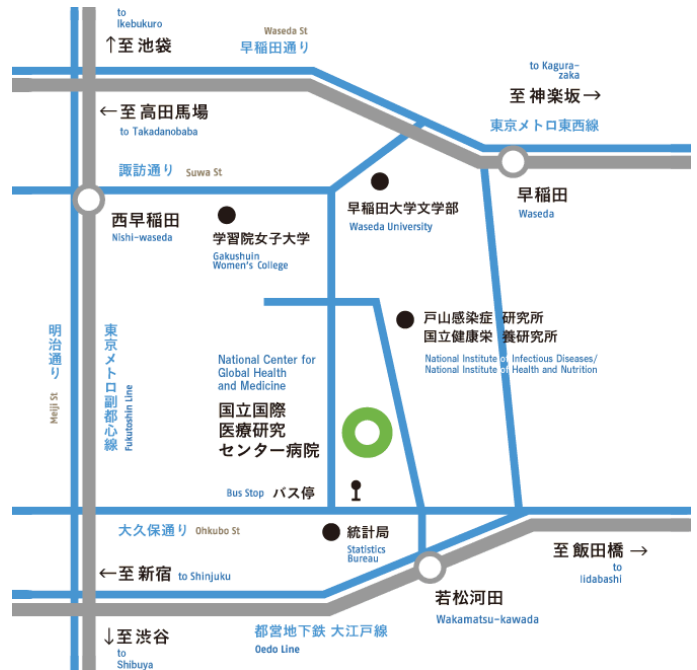 to
Ikebukuro
↑至 池袋
Waseda St
早稲田通り
to Kagura-
zaka
至 神楽坂→
←至 高田馬場
to Takadanobaba
東京メトロ東西線
諏訪通り Suwa St
早稲田
Waseda
西早稲田
Nishi-waseda
学習院女子大学
Gakushuin
Women's College
早稲田大学文学部
Waseda University
戸山感染症 研究所
国立健康栄 養研究所
National Institute of Infectious Diseases/
National Institute of Health and Nutrition
明治通り
Meiji St
東京メトロ副都心線
Fukutoshin Line
National Center for
Global Health
and Medicine
国立国際
医療研究
センター病院
Bus Stop バス停
大久保通り Ohkubo St
統計局
Statistics
Bureau
至 飯田橋 →
to
Iidabashi
←至 新宿 to Shinjuku
若松河田
Wakamatsu-kawada
↓至 渋谷
to
Shibuya
都営地下鉄 大江戸線
Oedo Line